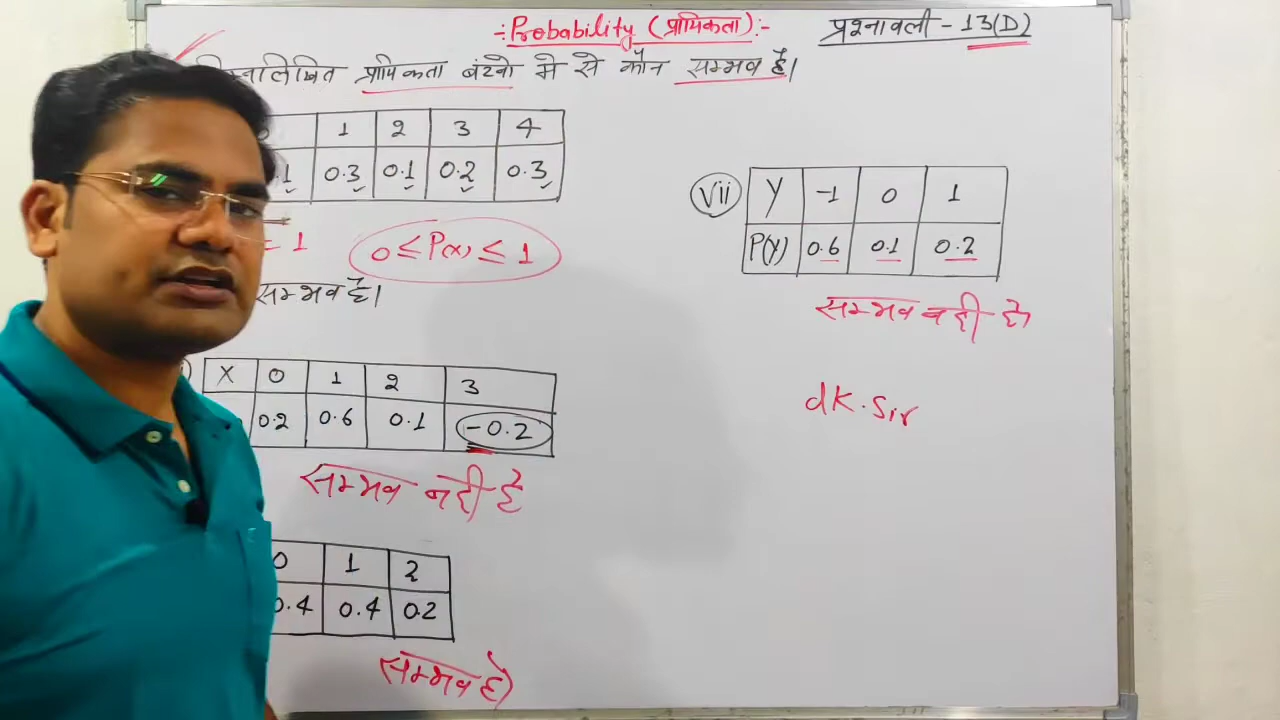 :-Probability (प्रायिकता):-
प्रश्नावली - 13(D)
प्रायिकता बंटनो मे से कौन सम्भव है।
1 2 3 4
.1 0.3 0.1 0.2 0.3
= 1 0 ≤ P(x) ≤ 1
सम्भव है।
X 0 1 2 3
0.2 0.6 0.1 -0.2
सम्भव नही है
0 1 2
0.4 0.4 0.2
सम्भव है
vii Y -1 0 1
P(Y) 0.6 0.1 0.2
सम्भव नही है
dk.Sir